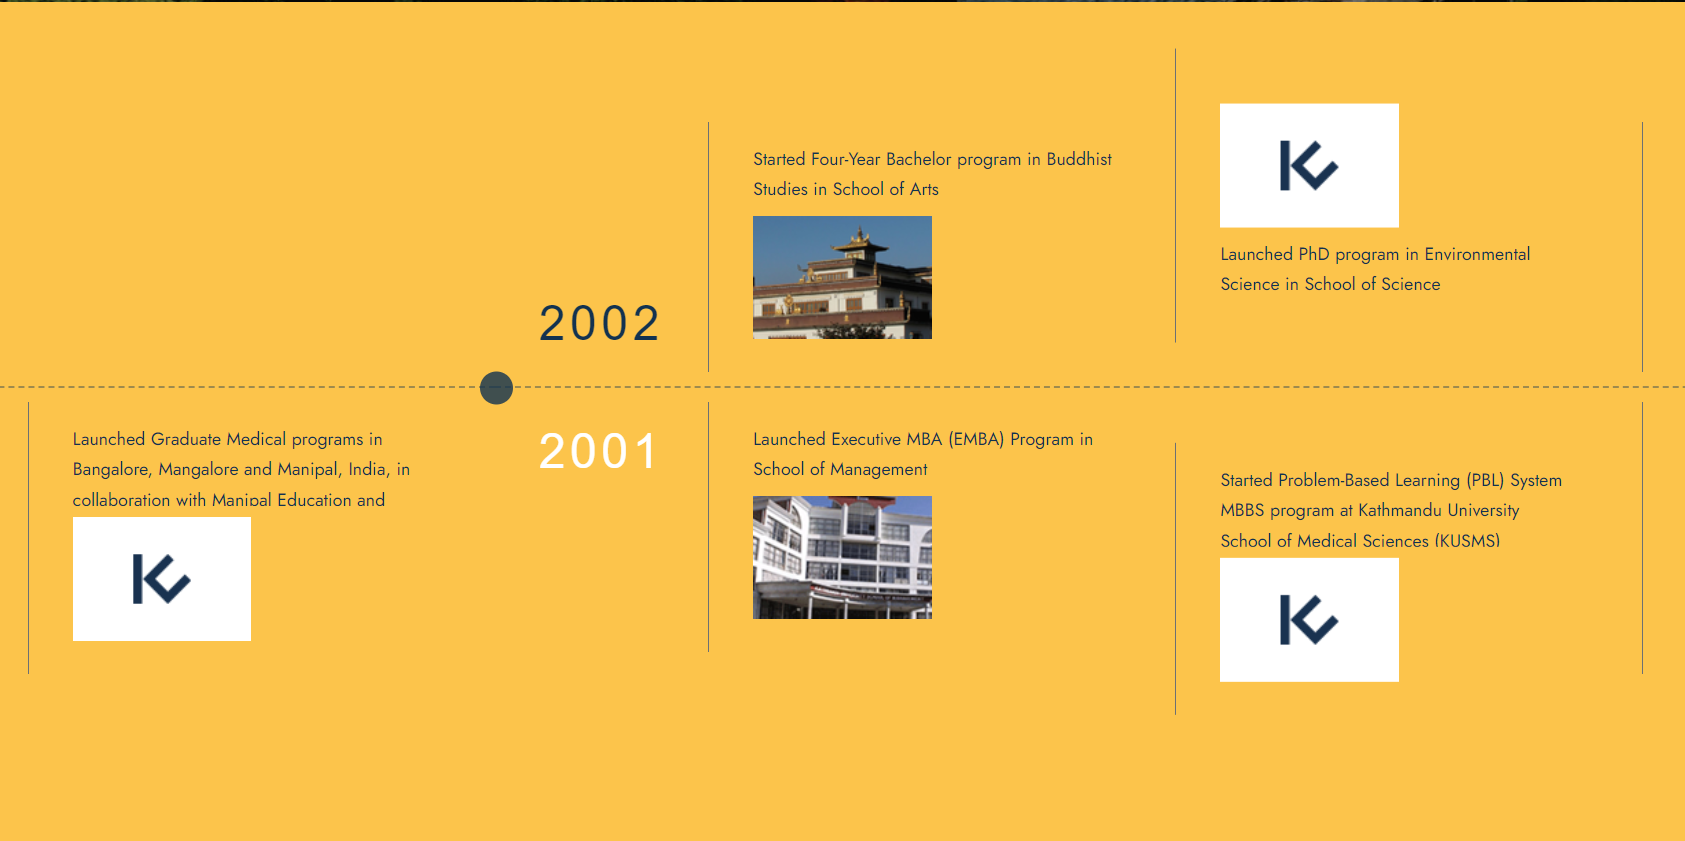 Started Four-Year Bachelor program in Buddhist
Studies in School of Arts
Launched PhD program in Environmental
Science in School of Science
2002
2001
Launched Graduate Medical programs in
Bangalore, Mangalore and Manipal, India, in
collaboration with Manipal Education and
Launched Executive MBA (EMBA) Program in
School of Management
Started Problem-Based Learning (PBL) System
MBBS program at Kathmandu University
School of Medical Sciences (KUSMS)